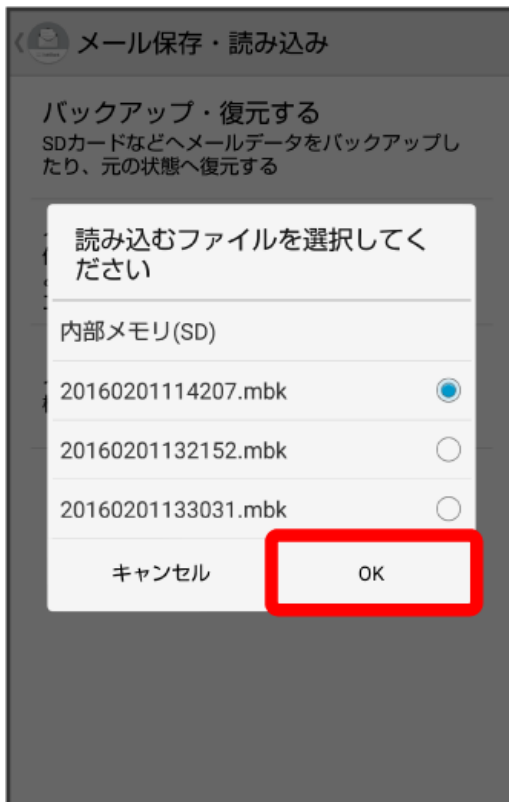 メール保存・読み込み
バックアップ・復元する
SDカードなどへメールデータをバックアップし
たり、元の状態へ復元する
読み込むファイルを選択してく
ださい
内部メモリ(SD)
20160201114207.mbk
20160201132152.mbk
20160201133031.mbk
キャンセル
OK